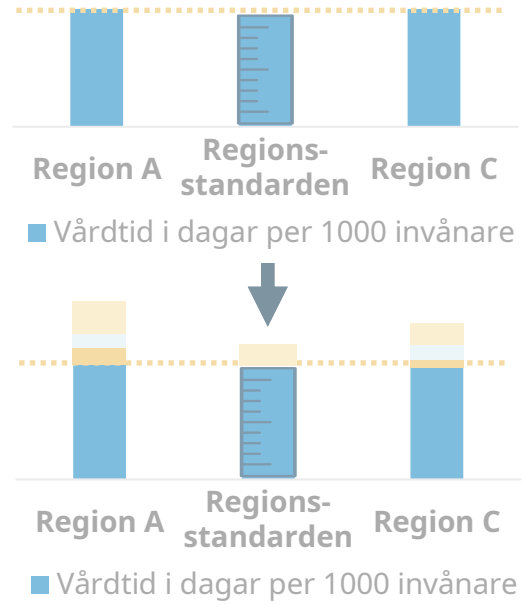 Region A
Regions-
standarden
Region C
Vårdtid i dagar per 1000 invånare
Region A
Regions-
standarden
Region C
Vårdtid i dagar per 1000 invånare